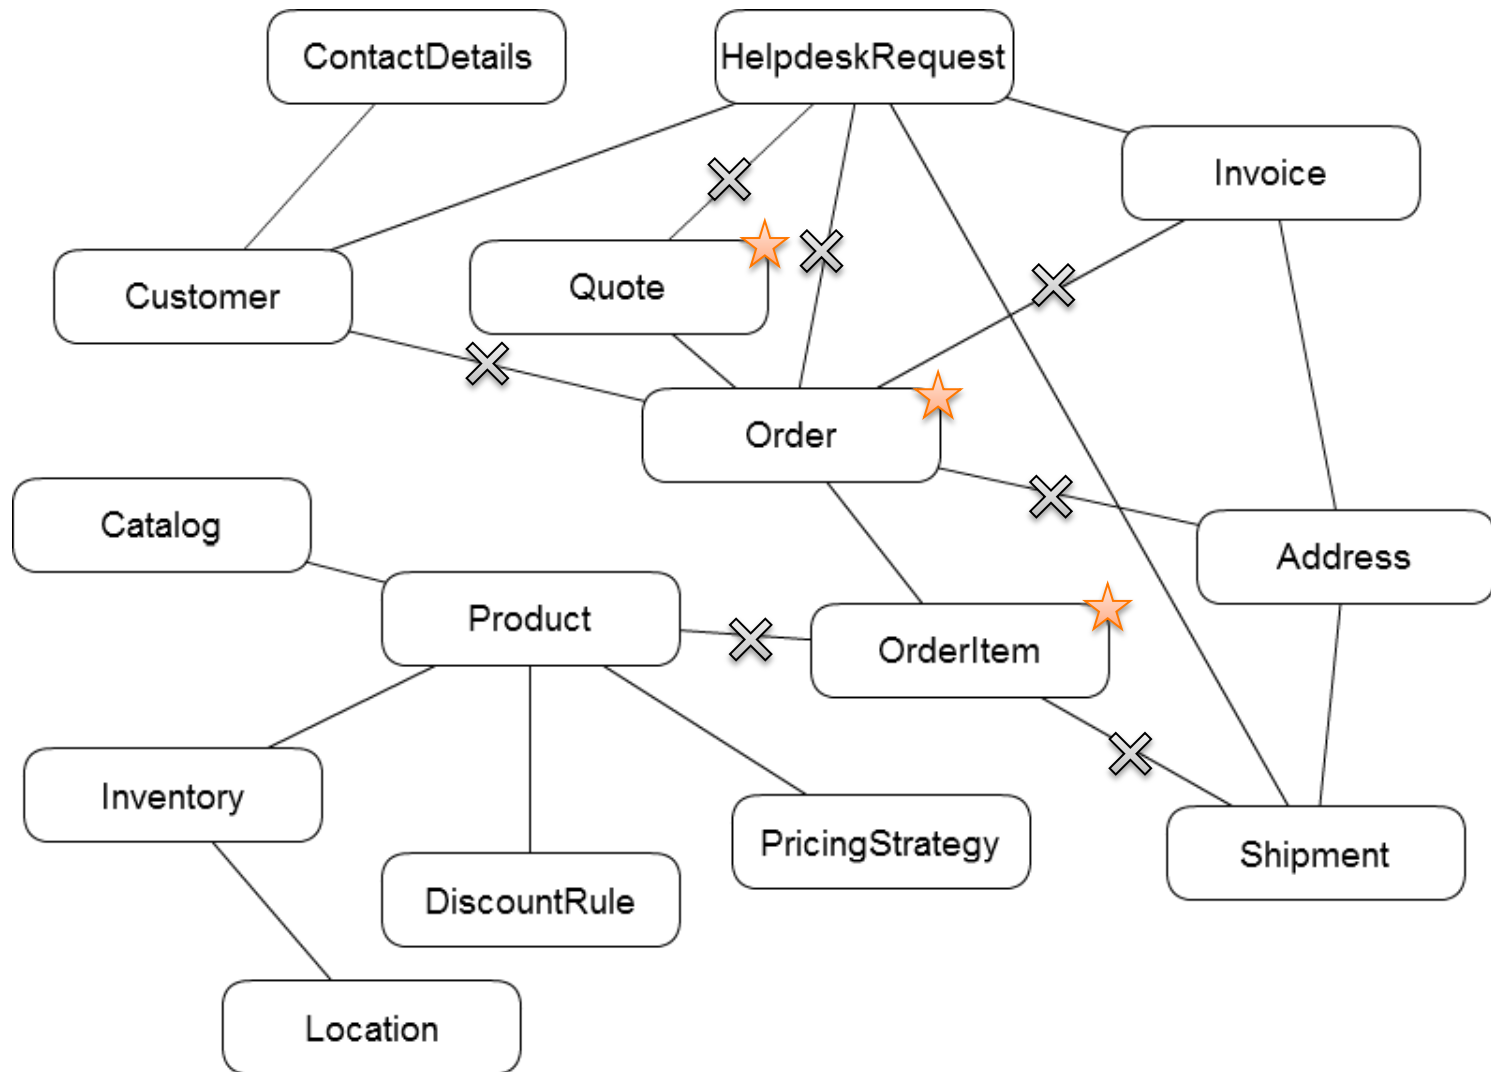 ContactDetails
HelpdeskRequest
Invoice
Customer
Quote
Order
Catalog
Address
Product
OrderItem
Inventory
PricingStrategy
Shipment
DiscountRule
Location